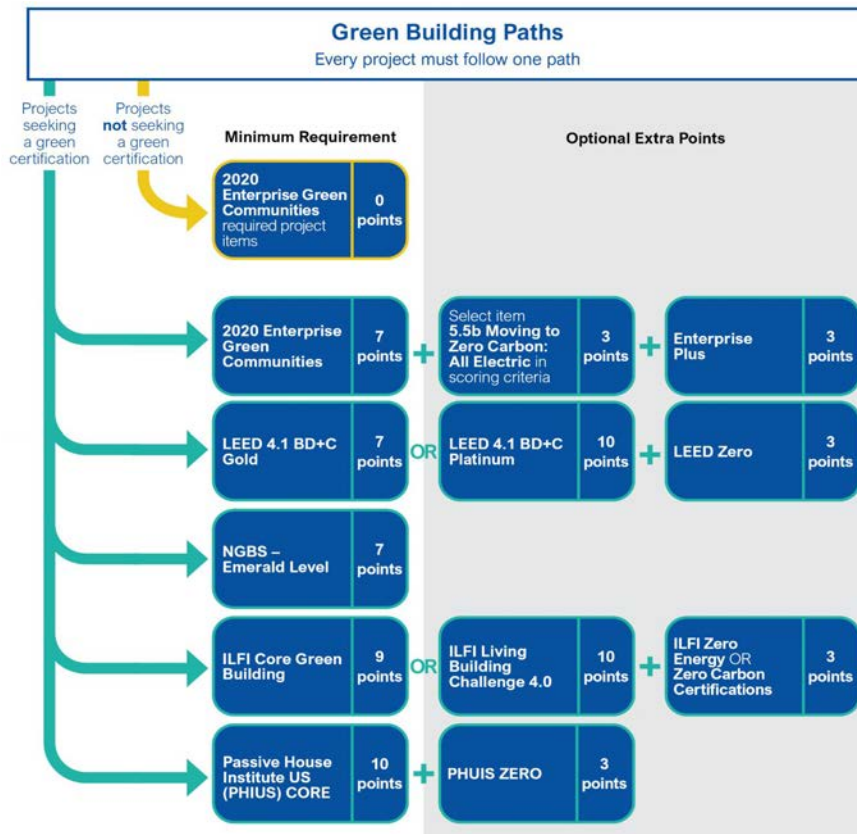 Green Building Paths
Every project must follow one path
Projects
seeking
a green
certification
Projects
not seeking
a green
certification
Minimum Requirement
Optional Extra Points
2020
Enterprise Green
Communities
required project
items
0
points
2020 Enterprise
Green
Communities
7
points
+
Select item
5.5b Moving to
Zero Carbon:
All Electric in
scoring criteria
3
points
+
Enterprise
Plus
3
points
LEED 4.1 BD+C
Gold
7
points
OR
LEED 4.1 BD+C
Platinum
10
points
+
LEED Zero
3
points
NGBS –
Emerald Level
7
points
ILFI Core Green
Building
9
points
OR
ILFI Living
Building
Challenge 4.0
10
points
+
ILFI Zero
Energy OR
Zero Carbon
Certifications
3
points
Passive House
Institute US
(PHIUS) CORE
10
points
+
PHUIS ZERO
3
points